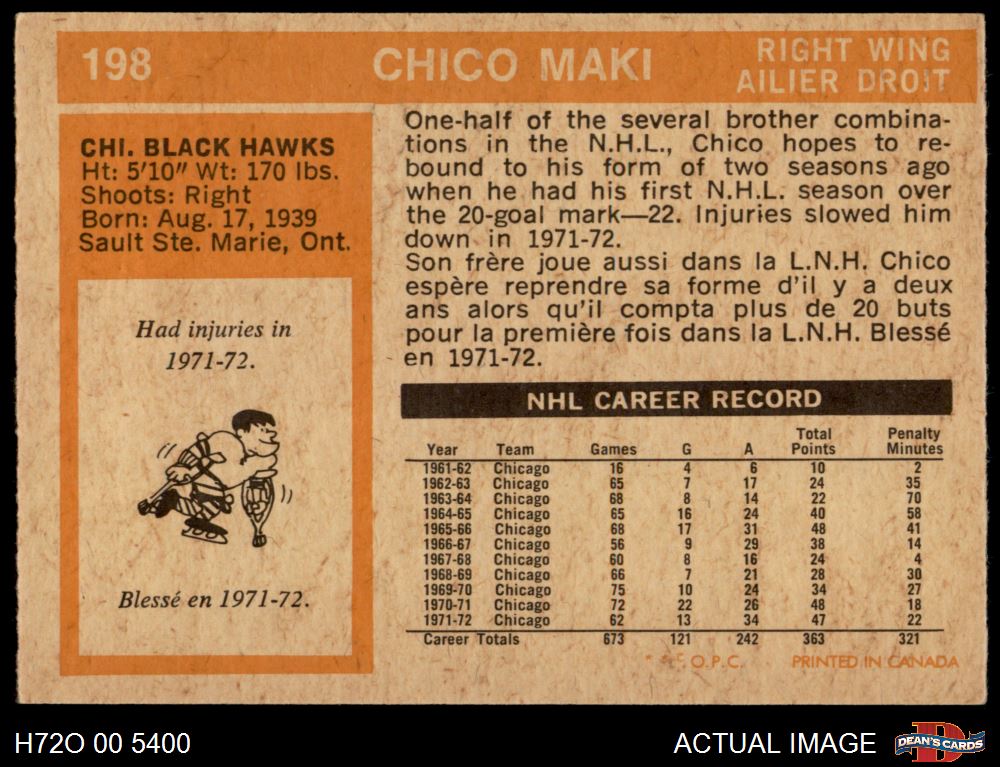 198 CHICO MAKI RIGHT WING
AILIER DROIT
CHI. BLACK HAWKS
Ht: 5'10" Wt: 170 lbs.
Shoots: Right
Born: Aug. 17, 1939
Sault Ste. Marie, Ont.
Had injuries in
1971-72.
Blessé en 1971-72.
One-half of the several brother combina-
tions in the N.H.L., Chico hopes to re-
bound to his form of two seasons ago
when he had his first N.H.L. season over
the 20-goal mark—22. Injuries slowed him
down in 1971-72.
Son frère joue aussi dans la L.N.H. Chico
espère reprendre sa forme d'il y a deux
ans alors qu'il compta plus de 20 buts
pour la première fois dans la L.N.H. Blessé
en 1971-72.
NHL CAREER RECORD
Year Team Games G A Total Points Penalty Minutes
1961-62 Chicago 16 4 6 10 2
1962-63 Chicago 65 7 17 24 35
1963-64 Chicago 68 8 14 22 70
1964-65 Chicago 65 16 24 40 58
1965-66 Chicago 68 17 31 48 41
1966-67 Chicago 56 9 29 38 14
1967-68 Chicago 60 8 16 24 4
1968-69 Chicago 66 7 21 28 30
1969-70 Chicago 75 10 24 34 27
1970-71 Chicago 72 22 26 48 18
1971-72 Chicago 62 13 34 47 22
Career Totals 673 121 242 363 321
O.P.C. PRINTED IN CANADA
H72O 00 5400 ACTUAL IMAGE DEAN'S CARDS